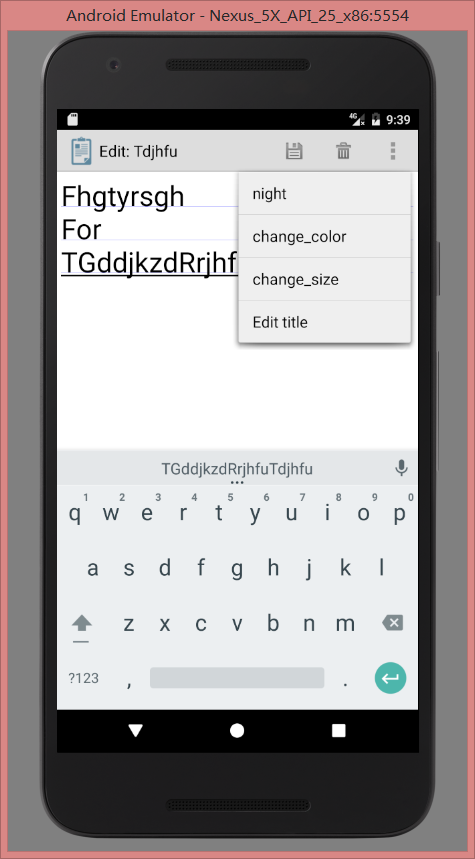 Android Emulator - Nexus_5X_API_25_x86:5554
4G 9:39
Edit: Tdjhfu
Fhgtyrsgh
For
TGddjkzdRrjhf
night
change_color
change_size
Edit title
TGddjkzdRrjhfuTdjhfu
1 2 3 4 5 6 7 8 9 0
q w e r t y u i o p
a s d f g h j k l
z x c v b n m
?123 , .